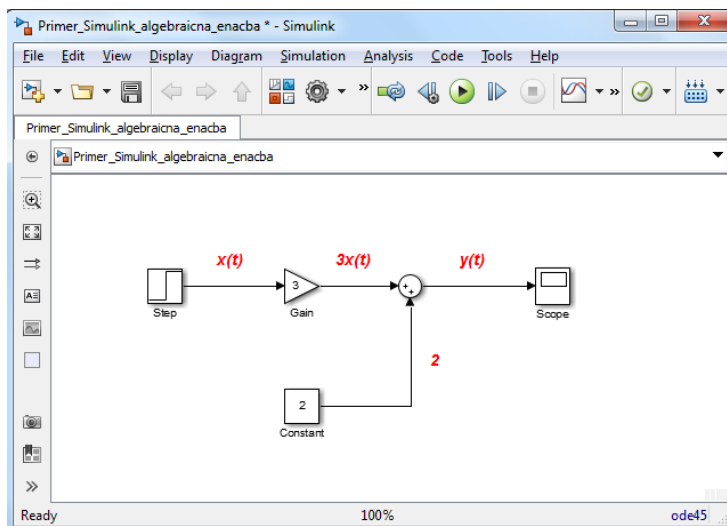 Primer_Simulink_algebraicna_enacba * - Simulink
File Edit View Display Diagram Simulation Analysis Code Tools Help
Primer_Simulink_algebraicna_enacba
Primer_Simulink_algebraicna_enacba
x(t) 3x(t) y(t)
3
+
+
Step Gain Scope
2
2
Constant
Ready 100% ode45